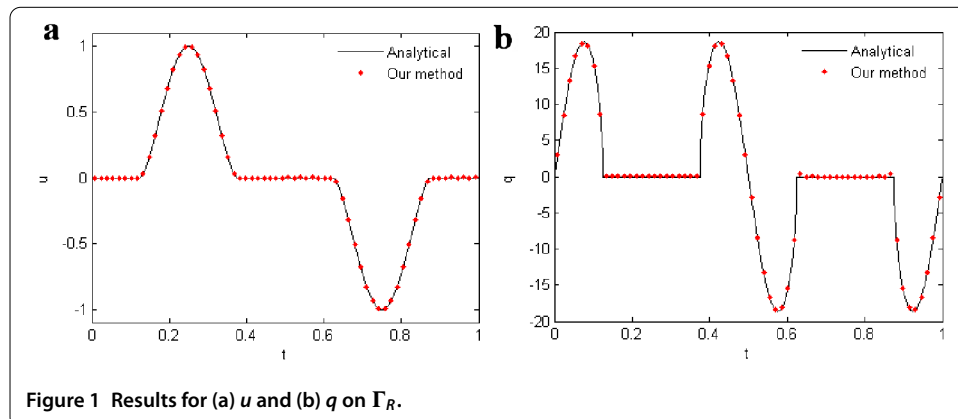 a
1
0.5
0
-0.5
-1
u
0 0.2 0.4 0.6 0.8 1
t
Analytical
Our method
b
20
15
10
5
0
-5
-10
-15
-20
q
0 0.2 0.4 0.6 0.8 1
t
Analytical
Our method
Figure 1 Results for (a) u and (b) q on Γ_R.